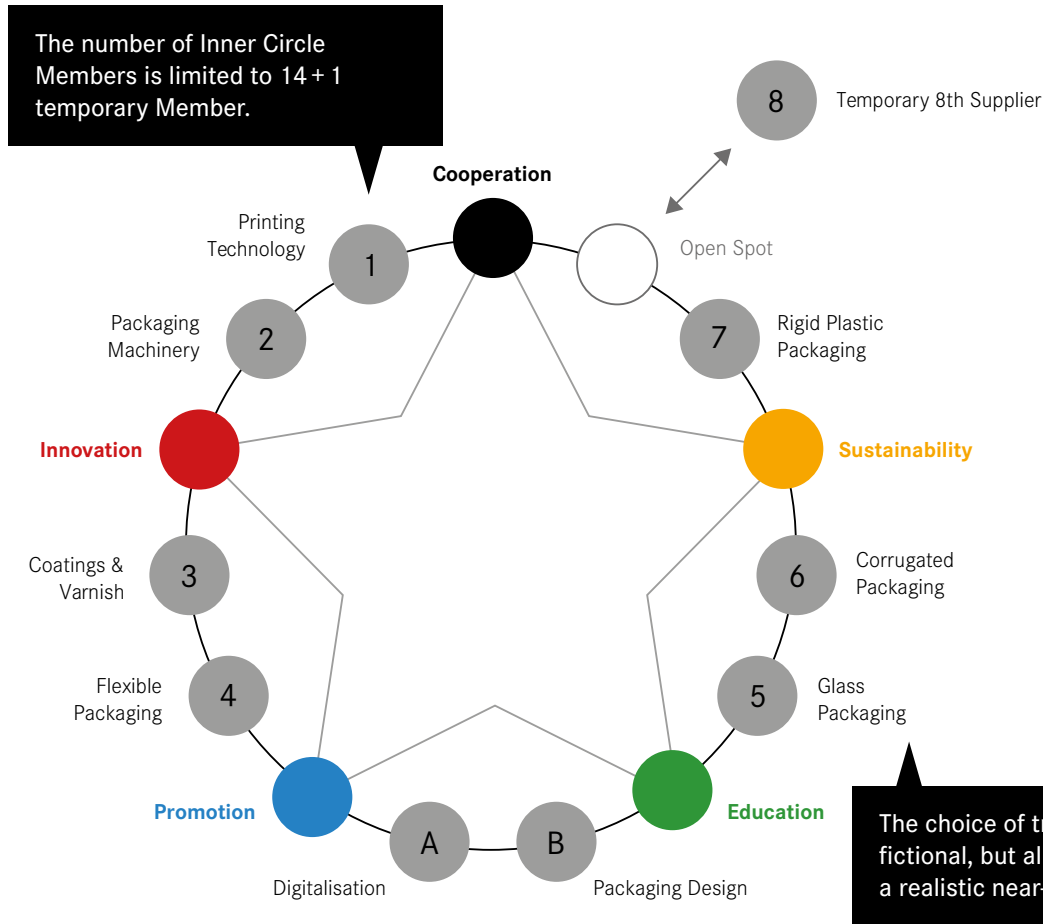 The number of Inner Circle
Members is limited to 14 + 1
temporary Member.
8
Temporary 8th Supplier
Cooperation
Printing
Technology
1
Open Spot
Packaging
Machinery
2
7
Rigid Plastic
Packaging
Innovation
Sustainability
Coatings &
Varnish
3
6
Corrugated
Packaging
Flexible
Packaging
4
5
Glass
Packaging
Promotion
Education
A
B
Digitalisation
Packaging Design
The choice of
fictional, but
a realistic